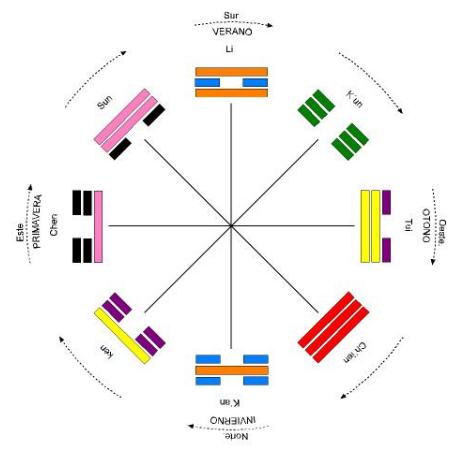 Sur
VERANO
Li
K´un
Oeste
OTOÑO
Tui
Ch´ien
K´an
INVIERNO
Norte.
ken
Este
PRIMAVERA
Chen
Sun